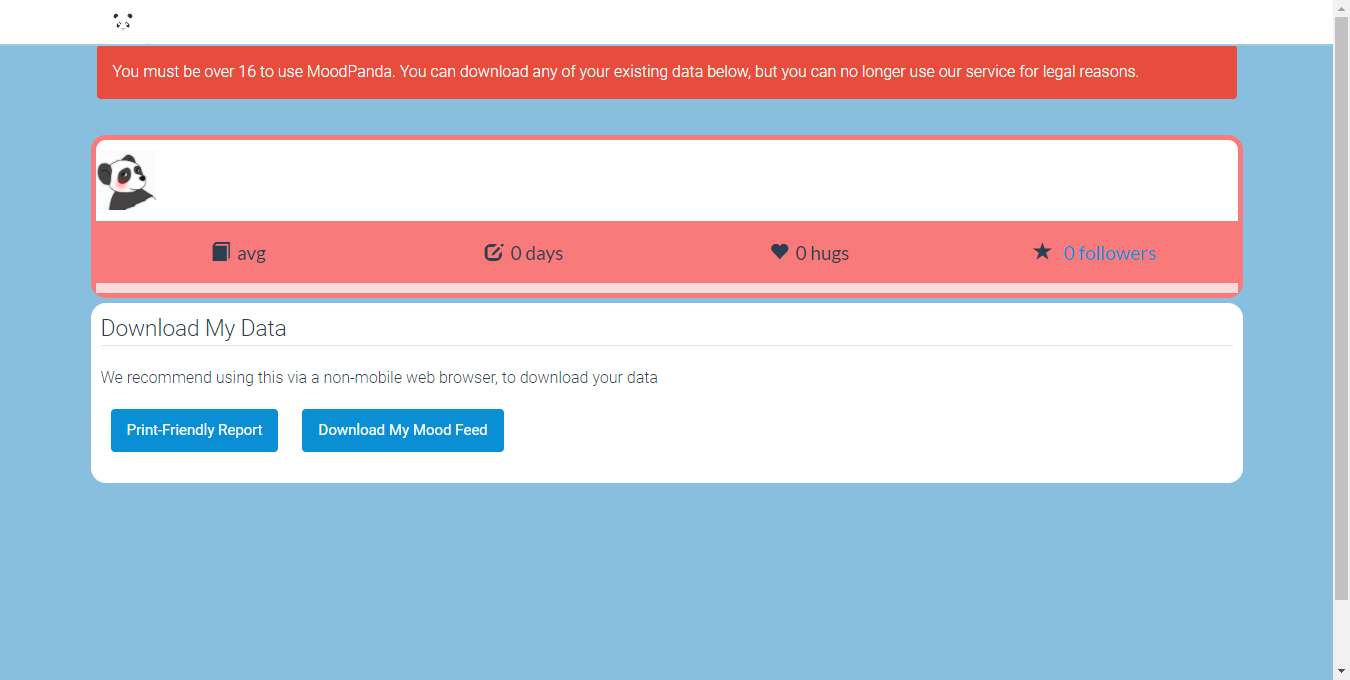 You must be over 16 to use MoodPanda. You can download any of your existing data below, but you can no longer use our service for legal reasons.
avg
0 days
0 hugs
0 followers
Download My Data
We recommend using this via a non-mobile web browser, to download your data
Print-Friendly Report
Download My Mood Feed